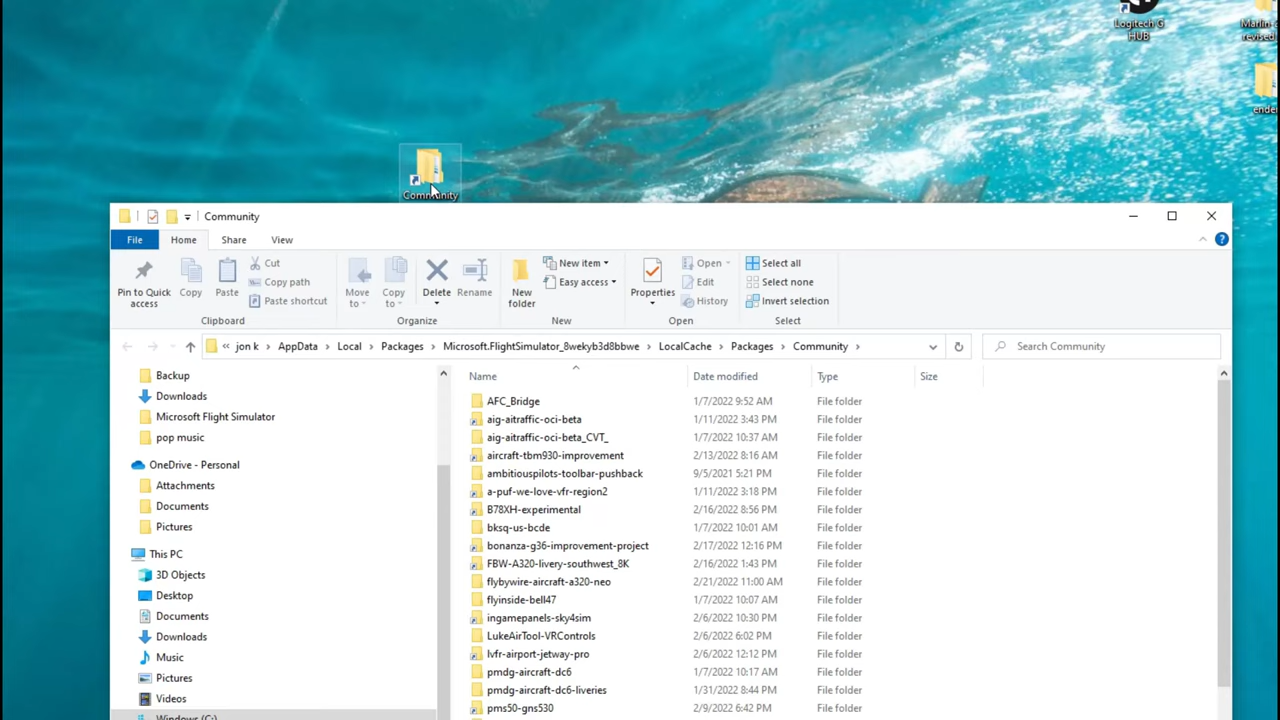 Logitech G
HUB
Marlin
revised
ende
Community
Community
File Home Share View
Pin to Quick
access
Copy
Paste
Cut
Copy path
Paste shortcut
Clipboard
Move
to
Copy
to
Delete
Rename
Organize
New
folder
New item
Easy access
New
Properties
Open
Edit
History
Open
Select all
Select none
Invert selection
Select
« jon k › AppData › Local › Packages › Microsoft.FlightSimulator_8wekyb3d8bbwe › LocalCache › Packages › Community ›
Search Community
Backup
Downloads
Microsoft Flight Simulator
pop music
OneDrive - Personal
Attachments
Documents
Pictures
This PC
3D Objects
Desktop
Documents
Downloads
Music
Pictures
Videos
Windows (C:)
Name Date modified Type Size
AFC_Bridge 1/7/2022 9:52 AM File folder
aig-aitraffic-oci-beta 1/11/2022 3:43 PM File folder
aig-aitraffic-oci-beta_CVT_ 1/7/2022 10:37 AM File folder
aircraft-tbm930-improvement 2/13/2022 8:16 AM File folder
ambitiouspilots-toolbar-pushback 9/5/2021 5:21 PM File folder
a-puf-we-love-vfr-region2 1/11/2022 3:18 PM File folder
B78XH-experimental 2/16/2022 8:56 PM File folder
bksq-us-bcde 1/7/2022 10:01 AM File folder
bonanza-g36-improvement-project 2/17/2022 12:16 PM File folder
FBW-A320-livery-southwest_8K 2/16/2022 1:43 PM File folder
flybywire-aircraft-a320-neo 2/21/2022 11:00 AM File folder
flyinside-bell47 1/7/2022 10:07 AM File folder
ingamepanels-sky4sim 2/6/2022 10:30 PM File folder
LukeAirTool-VRControls 2/6/2022 6:02 PM File folder
lvfr-airport-jetway-pro 2/6/2022 12:12 PM File folder
pmdg-aircraft-dc6 1/7/2022 10:17 AM File folder
pmdg-aircraft-dc6-liveries 1/31/2022 8:44 PM File folder
pms50-gns530 2/9/2022 6:42 PM File folder